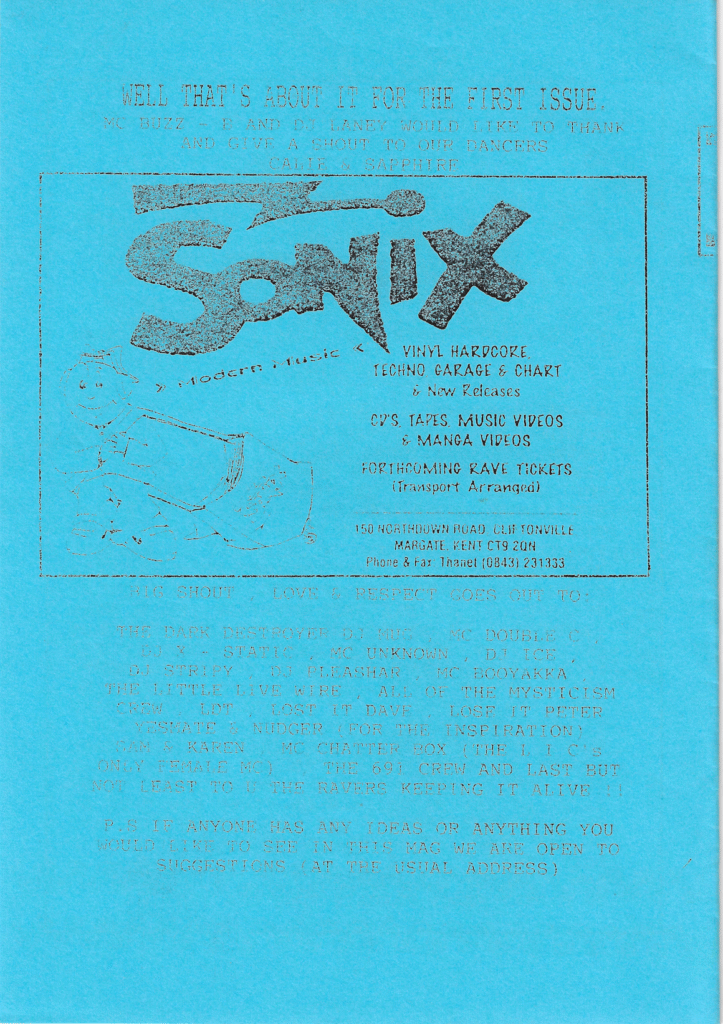 WELL THAT'S ABOUT IT FOR THE FIRST ISSUE.
MC BUZZ - B AND DJ LANEY WOULD LIKE TO THANK
AND GIVE A SHOUT TO OUR DANCERS
CALIE & SAPPHIRE
SONIX
> Modern Music <
VINYL HARDCORE,
TECHNO, GARAGE & CHART
& New Releases
CD'S, TAPES, MUSIC VIDEOS
& MANGA VIDEOS
FORTHCOMING RAVE TICKETS
(Transport Arranged)
150 NORTHDOWN ROAD, CLIFTONVILLE
MARGATE, KENT CT9 2QN
Phone & Fax: Thanet (0843) 231333
BIG SHOUT , LOVE & RESPECT GOES OUT TO:
THE DARK DESTROYER DJ , MC DOUBLE C ,
DJ X - STATIC , MC UNKNOWN , DJ ICE ,
DJ STRIPY , DJ PLEASHAR , MC BOOYAKKA
THE LITTLE LIVE WIRE , ALL OF THE MYSTICISM
CREW , LDT , LOST IT DAVE , LOSE IT PETER
& NUDGER (FOR THE INSPIRATION)
& KAREN , MC CHATTER BOX (THE L.I.C's
ONLY FEMALE MC) , THE 691 CREW AND LAST BUT
NOT LEAST TO U THE RAVERS KEEPING IT ALIVE !!
P.S IF ANYONE HAS ANY IDEAS OR ANYTHING YOU
WOULD LIKE TO SEE IN THIS MAG WE ARE OPEN TO
SUGGESTIONS (AT THE USUAL ADDRESS)